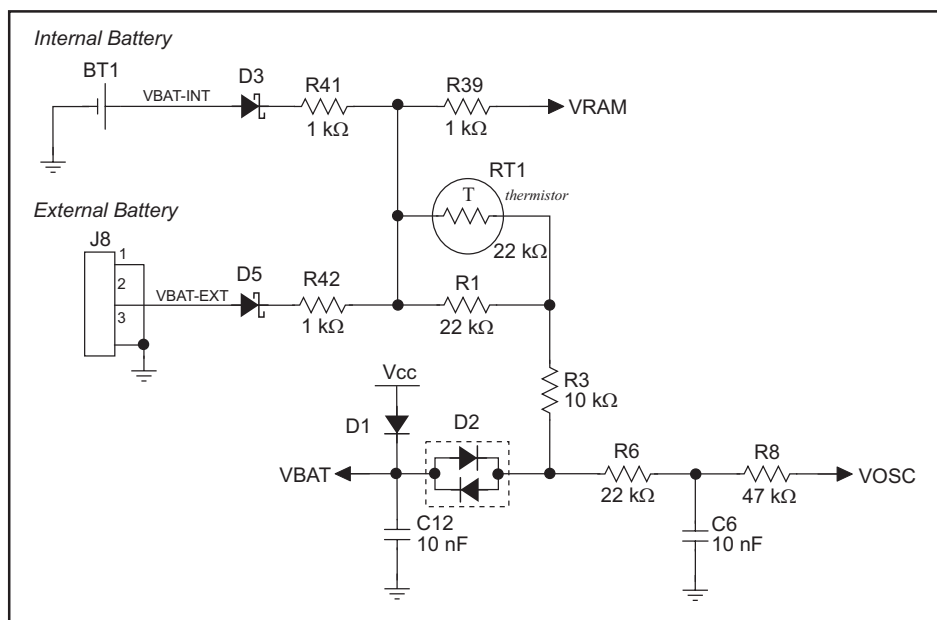 Internal Battery
BT1
VBAT-INT
D3
R41
1 kΩ
R39
1 kΩ
VRAM
RT1
T
thermistor
22 kΩ
External Battery
J8
1
2
3
VBAT-EXT
D5
R42
1 kΩ
R1
22 kΩ
R3
10 kΩ
Vcc
D1
D2
VBAT
C12
10 nF
R6
22 kΩ
R8
47 kΩ
VOSC
C6
10 nF